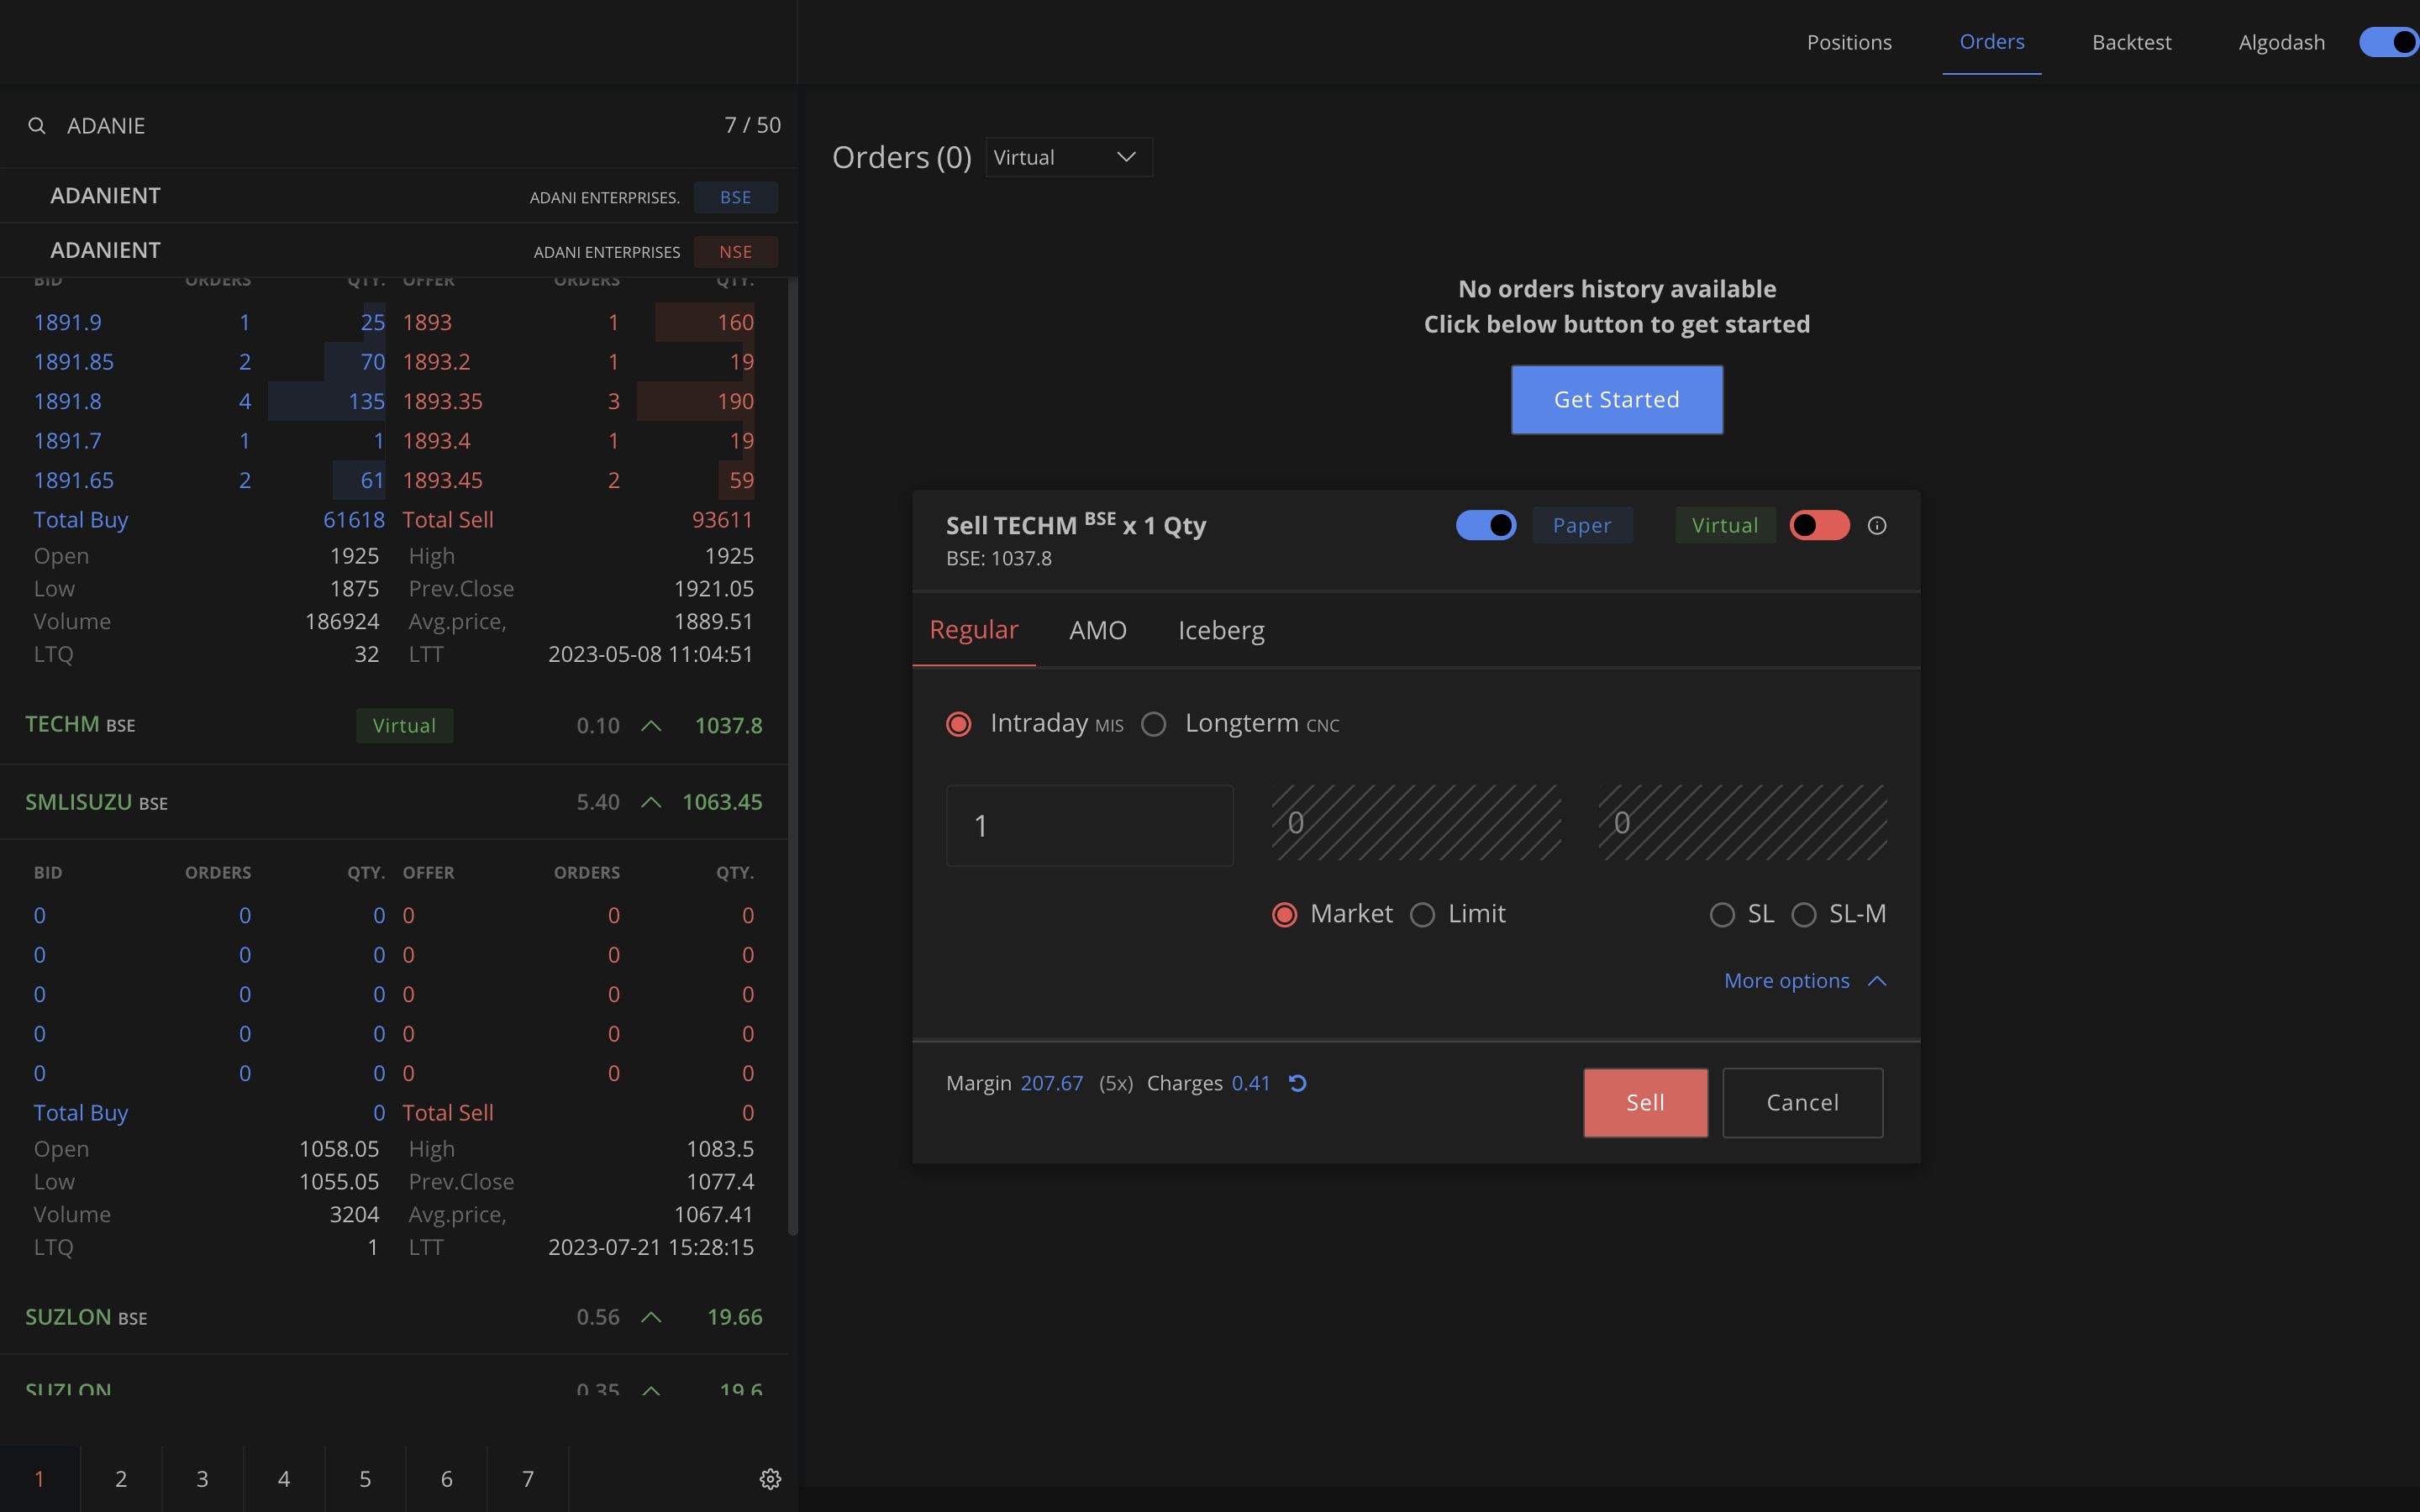 Positions Orders Backtest Algodash
ADANIE 7 / 50
ADANIENT ADANI ENTERPRISES. BSE
ADANIENT ADANI ENTERPRISES NSE
BID ORDERS QTY. OFFER ORDERS QTY.
1891.9 1 25 1893 1 160
1891.85 2 70 1893.2 1 19
1891.8 4 135 1893.35 3 190
1891.7 1 1 1893.4 1 19
1891.65 2 61 1893.45 2 59
Total Buy 61618 Total Sell 93611
Open 1925 High 1925
Low 1875 Prev.Close 1921.05
Volume 186924 Avg.price, 1889.51
LTQ 32 LTT 2023-05-08 11:04:51
TECHM BSE Virtual 0.10 1037.8
SMLISUZU BSE 5.40 1063.45
BID ORDERS QTY. OFFER ORDERS QTY.
0 0 0 0 0 0
0 0 0 0 0 0
0 0 0 0 0 0
0 0 0 0 0 0
0 0 0 0 0 0
Total Buy 0 Total Sell 0
Open 1058.05 High 1083.5
Low 1055.05 Prev.Close 1077.4
Volume 3204 Avg.price, 1067.41
LTQ 1 LTT 2023-07-21 15:28:15
SUZLON BSE 0.56 19.66
SUZLON 0.35 19.6
1 2 3 4 5 6 7
Orders (0) Virtual
No orders history available
Click below button to get started
Get Started
Sell TECHM BSE x 1 Qty Paper Virtual
BSE: 1037.8
Regular AMO Iceberg
Intraday MIS Longterm CNC
1 0 0
Market Limit SL SL-M
More options
Margin 207.67 (5x) Charges 0.41
Sell Cancel